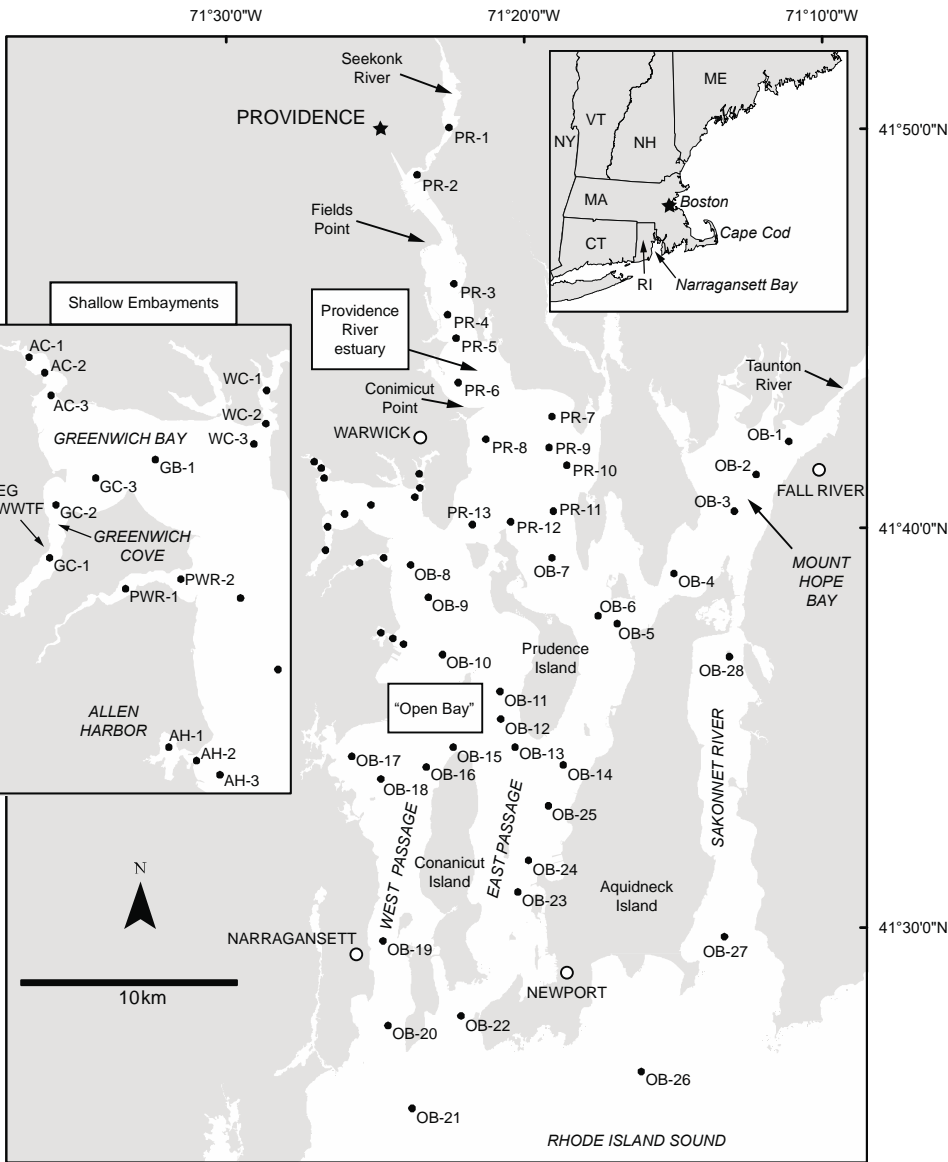 71°30'0"W
71°20'0"W
71°10'0"W
Seekonk
River
PROVIDENCE
PR-1
PR-2
Fields
Point
PR-3
PR-4
PR-5
PR-6
Providence
River
estuary
Conimicut
Point
WARWICK
PR-7
PR-8
PR-9
PR-10
PR-11
PR-12
PR-13
ME
VT
NH
NY
MA
Boston
Cape Cod
CT
RI
Narragansett Bay
41°50'0"N
41°40'0"N
41°30'0"N
Shallow Embayments
AC-1
AC-2
AC-3
WC-1
WC-2
WC-3
GREENWICH BAY
GB-1
GC-3
EG
WWTF
GC-2
GREENWICH
COVE
GC-1
PWR-2
PWR-1
ALLEN
HARBOR
AH-1
AH-2
AH-3
Taunton
River
OB-1
OB-2
FALL RIVER
OB-3
MOUNT
HOPE
BAY
OB-4
OB-7
OB-8
OB-9
OB-6
OB-5
OB-10
Prudence
Island
OB-28
OB-11
"Open Bay"
OB-12
OB-13
OB-14
OB-15
OB-16
OB-17
OB-18
OB-25
WEST PASSAGE
EAST PASSAGE
SAKONNET RIVER
Conanicut
Island
OB-24
OB-23
Aquidneck
Island
N
10km
NARRAGANSETT
OB-19
OB-27
NEWPORT
OB-20
OB-22
OB-26
OB-21
RHODE ISLAND SOUND